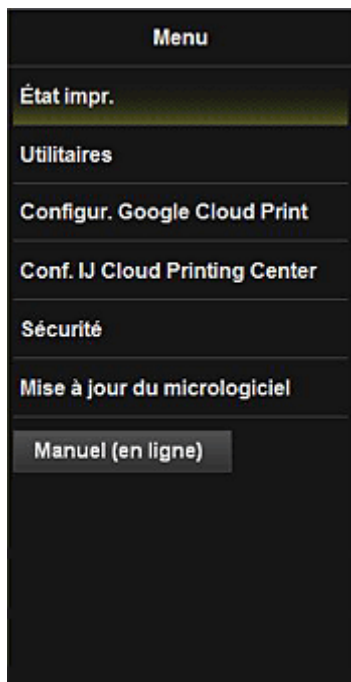 Menu
État impr.
Utilitaires
Configur. Google Cloud Print
Conf. IJ Cloud Printing Center
Sécurité
Mise à jour du micrologiciel
Manuel (en ligne)